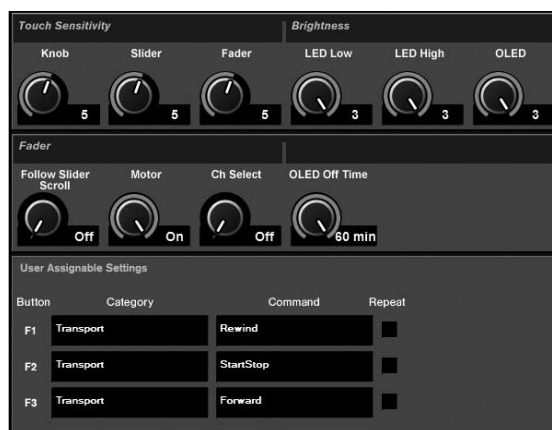 Touch Sensitivity Brightness
Knob Slider Fader LED Low LED High OLED
5 5 5 3 3 3
Fader
Follow Slider Scroll Motor Ch Select OLED Off Time
Off On Off 60 min
User Assignable Settings
Button Category Command Repeat
F1 Transport Rewind
F2 Transport StartStop
F3 Transport Forward